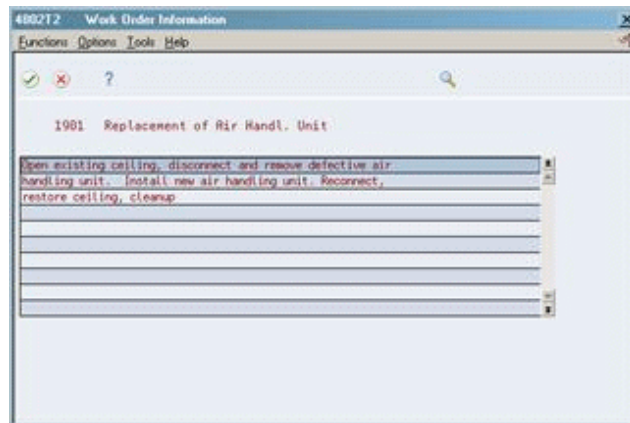 4802T2 Work Order Information
Functions Options Tools Help
?
1901 Replacement of Air Handl. Unit
Open existing ceiling, disconnect and remove defective air
handling unit. Install new air handling unit. Reconnect,
restore ceiling, cleanup